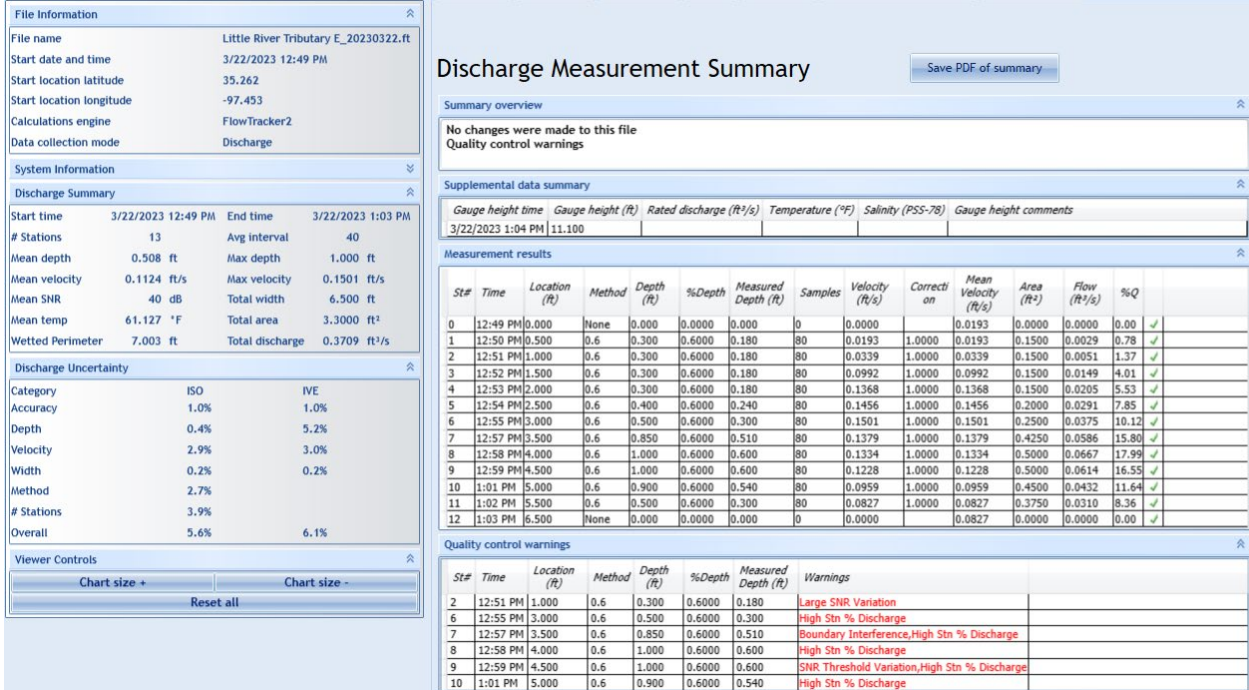 File Information
File name Little River Tributary E_20230322.ft
Start date and time 3/22/2023 12:49 PM
Start location latitude 35.262
Start location longitude -97.453
Calculations engine FlowTracker2
Data collection mode Discharge
System Information
Discharge Summary
Start time 3/22/2023 12:49 PM End time 3/22/2023 1:03 PM
# Stations 13 Avg interval 40
Mean depth 0.508 ft Max depth 1.000 ft
Mean velocity 0.1124 ft/s Max velocity 0.1501 ft/s
Mean SNR 40 dB Total width 6.500 ft
Mean temp 61.127 °F Total area 3.3000 ft²
Wetted Perimeter 7.003 ft Total discharge 0.3709 ft³/s
Discharge Uncertainty
Category ISO IVE
Accuracy 1.0% 1.0%
Depth 0.4% 5.2%
Velocity 2.9% 3.0%
Width 0.2% 0.2%
Method 2.7%
# Stations 3.9%
Overall 5.6% 6.1%
Viewer Controls
Chart size + Chart size -
Reset all
Discharge Measurement Summary
Save PDF of summary
Summary overview
No changes were made to this file
Quality control warnings
Supplemental data summary
Gauge height time Gauge height (ft) Rated discharge (ft³/s) Temperature (°F) Salinity (PSS-78) Gauge height comments
3/22/2023 1:04 PM 11.100
Measurement results
St# Time Location (ft) Method Depth (ft) %Depth Measured Depth (ft) Samples Velocity (ft/s) Correcti on Mean Velocity (ft/s) Area (ft²) Flow (ft³/s) %Q
0 12:49 PM 0.000 None 0.000 0.0000 0.000 0 0.0000 0.0193 0.0000 0.0000 0.00 ✓
1 12:50 PM 0.500 0.6 0.300 0.6000 0.180 80 0.0193 1.0000 0.0193 0.1500 0.0029 0.78 ✓
2 12:51 PM 1.000 0.6 0.300 0.6000 0.180 80 0.0339 1.0000 0.0339 0.1500 0.0051 1.37 ✓
3 12:52 PM 1.500 0.6 0.300 0.6000 0.180 80 0.0992 1.0000 0.0992 0.1500 0.0149 4.01 ✓
4 12:53 PM 2.000 0.6 0.300 0.6000 0.180 80 0.1368 1.0000 0.1368 0.1500 0.0205 5.53 ✓
5 12:54 PM 2.500 0.6 0.400 0.6000 0.240 80 0.1456 1.0000 0.1456 0.2000 0.0291 7.85 ✓
6 12:55 PM 3.000 0.6 0.500 0.6000 0.300 80 0.1501 1.0000 0.1501 0.2500 0.0375 10.12 ✓
7 12:57 PM 3.500 0.6 0.850 0.6000 0.510 80 0.1379 1.0000 0.1379 0.4250 0.0586 15.80 ✓
8 12:58 PM 4.000 0.6 1.000 0.6000 0.600 80 0.1334 1.0000 0.1334 0.5000 0.0667 17.99 ✓
9 12:59 PM 4.500 0.6 1.000 0.6000 0.600 80 0.1228 1.0000 0.1228 0.5000 0.0614 16.55 ✓
10 1:01 PM 5.000 0.6 0.900 0.6000 0.540 80 0.0959 1.0000 0.0959 0.4500 0.0432 11.64 ✓
11 1:02 PM 5.500 0.6 0.500 0.6000 0.300 80 0.0827 1.0000 0.0827 0.3750 0.0310 8.36 ✓
12 1:03 PM 6.500 None 0.000 0.0000 0.000 0 0.0000 0.0827 0.0000 0.0000 0.00 ✓
Quality control warnings
St# Time Location (ft) Method Depth (ft) %Depth Measured Depth (ft) Warnings
2 12:51 PM 1.000 0.6 0.300 0.6000 0.180 Large SNR Variation
6 12:55 PM 3.000 0.6 0.500 0.6000 0.300 High Stn % Discharge
7 12:57 PM 3.500 0.6 0.850 0.6000 0.510 Boundary Interference,High Stn % Discharge
8 12:58 PM 4.000 0.6 1.000 0.6000 0.600 High Stn % Discharge
9 12:59 PM 4.500 0.6 1.000 0.6000 0.600 SNR Threshold Variation,High Stn % Discharge
10 1:01 PM 5.000 0.6 0.900 0.6000 0.540 High Stn % Discharge